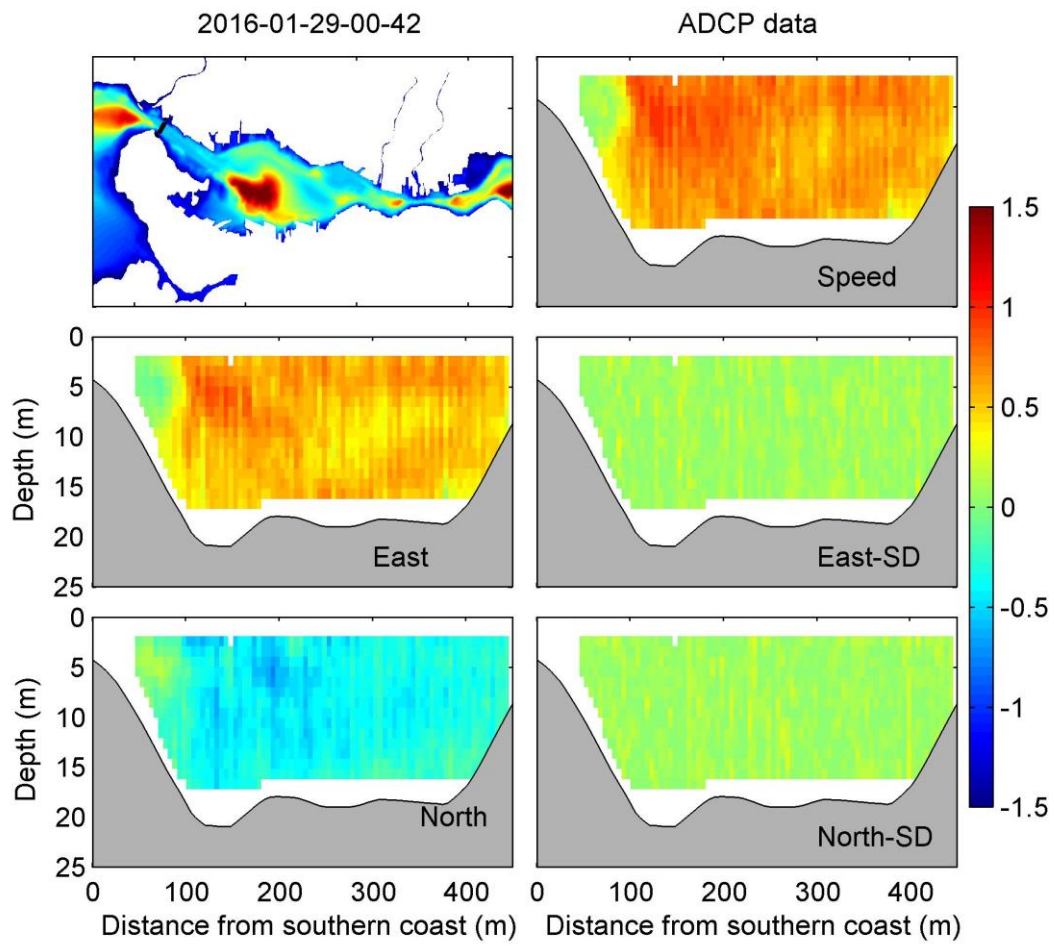 2016-01-29-00-42
ADCP data
Speed
1.5
1
0.5
0
-0.5
-1
-1.5
0
5
10
15
20
25
Depth (m)
East
East-SD
0
5
10
15
20
25
Depth (m)
North
North-SD
0 100 200 300 400
0 100 200 300 400
Distance from southern coast (m)
Distance from southern coast (m)